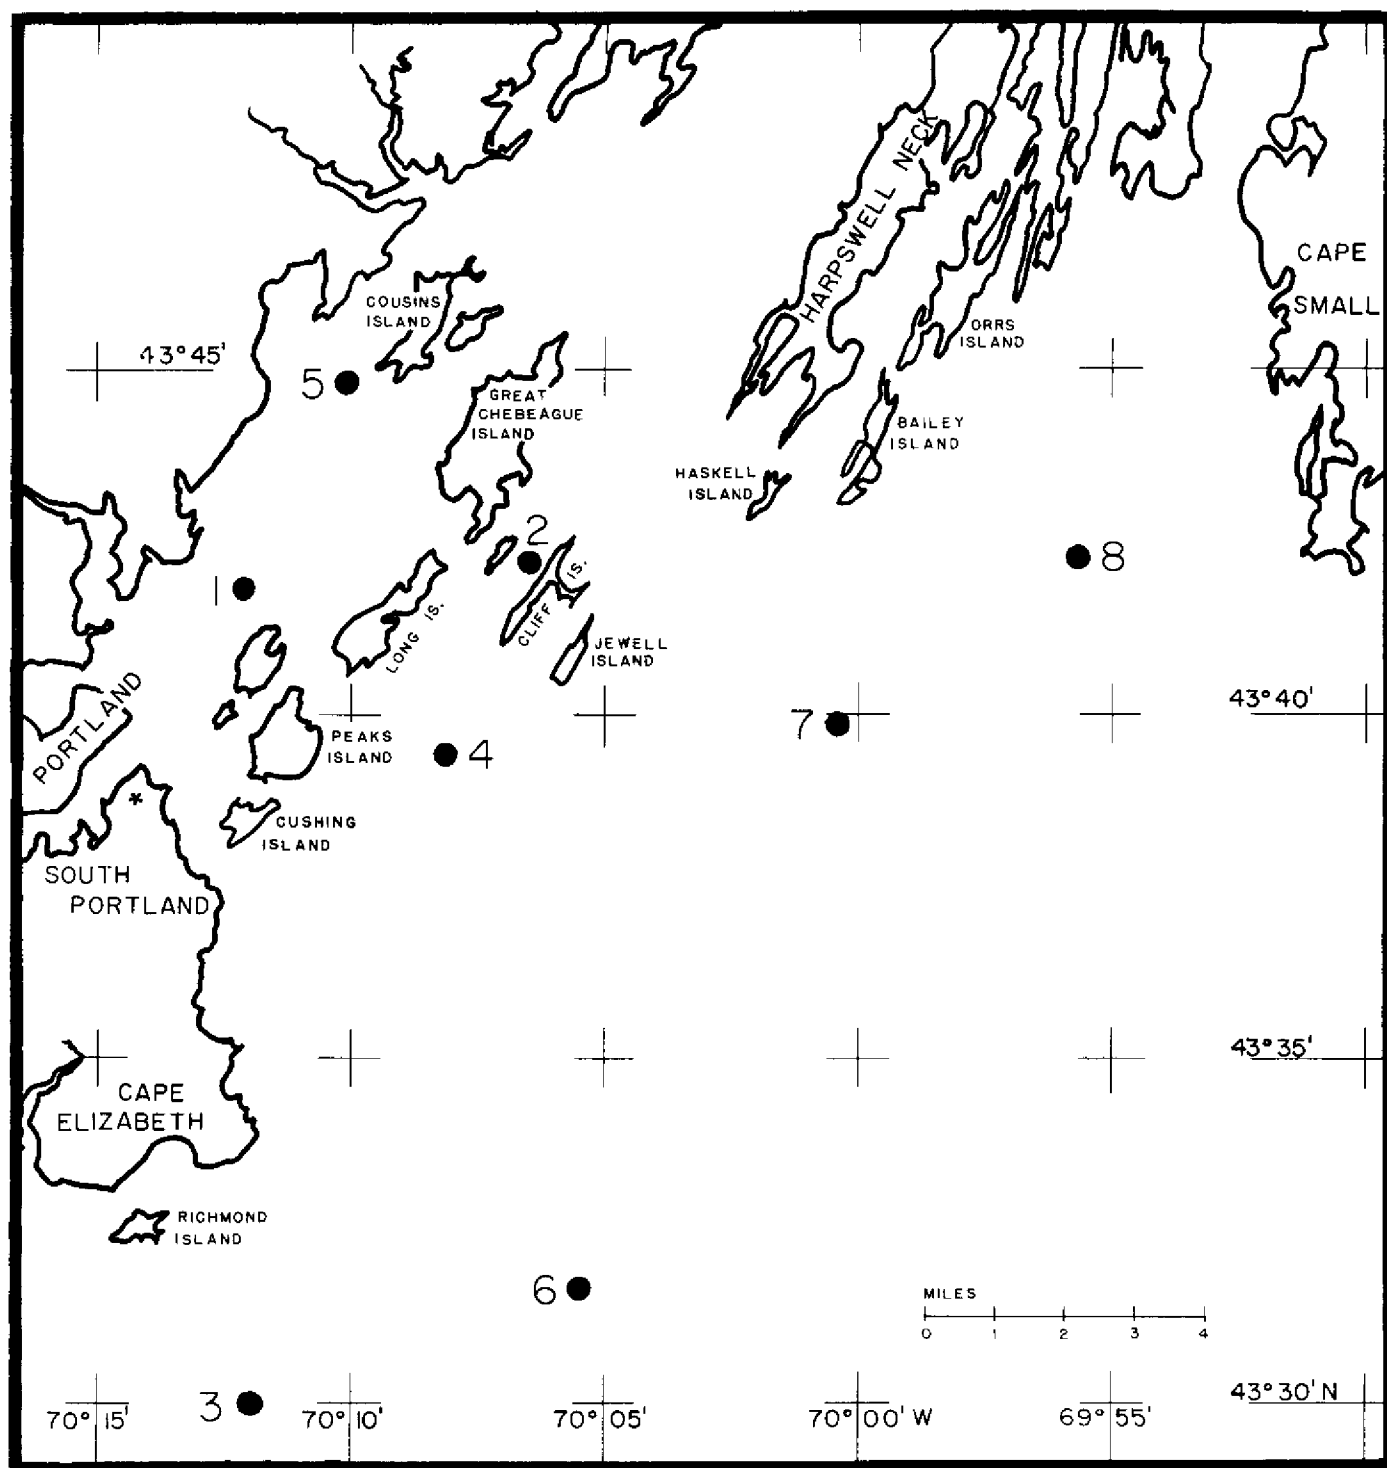 HARPSWELL NECK
CAPE
SMALL
COUSINS
ISLAND
ORRS
ISLAND
43°45'
5
GREAT
CHEBEAGUE
ISLAND
BAILEY
ISLAND
HASKELL
ISLAND
2
8
1
CLIFF IS.
LONG IS.
JEWELL
ISLAND
PORTLAND
43°40'
7
PEAKS
ISLAND
4
*
CUSHING
ISLAND
SOUTH
PORTLAND
43°35'
CAPE
ELIZABETH
RICHMOND
ISLAND
6
MILES
0 1 2 3 4
3
43°30'N
70°15' 70°10' 70°05' 70°00'W 69°55'